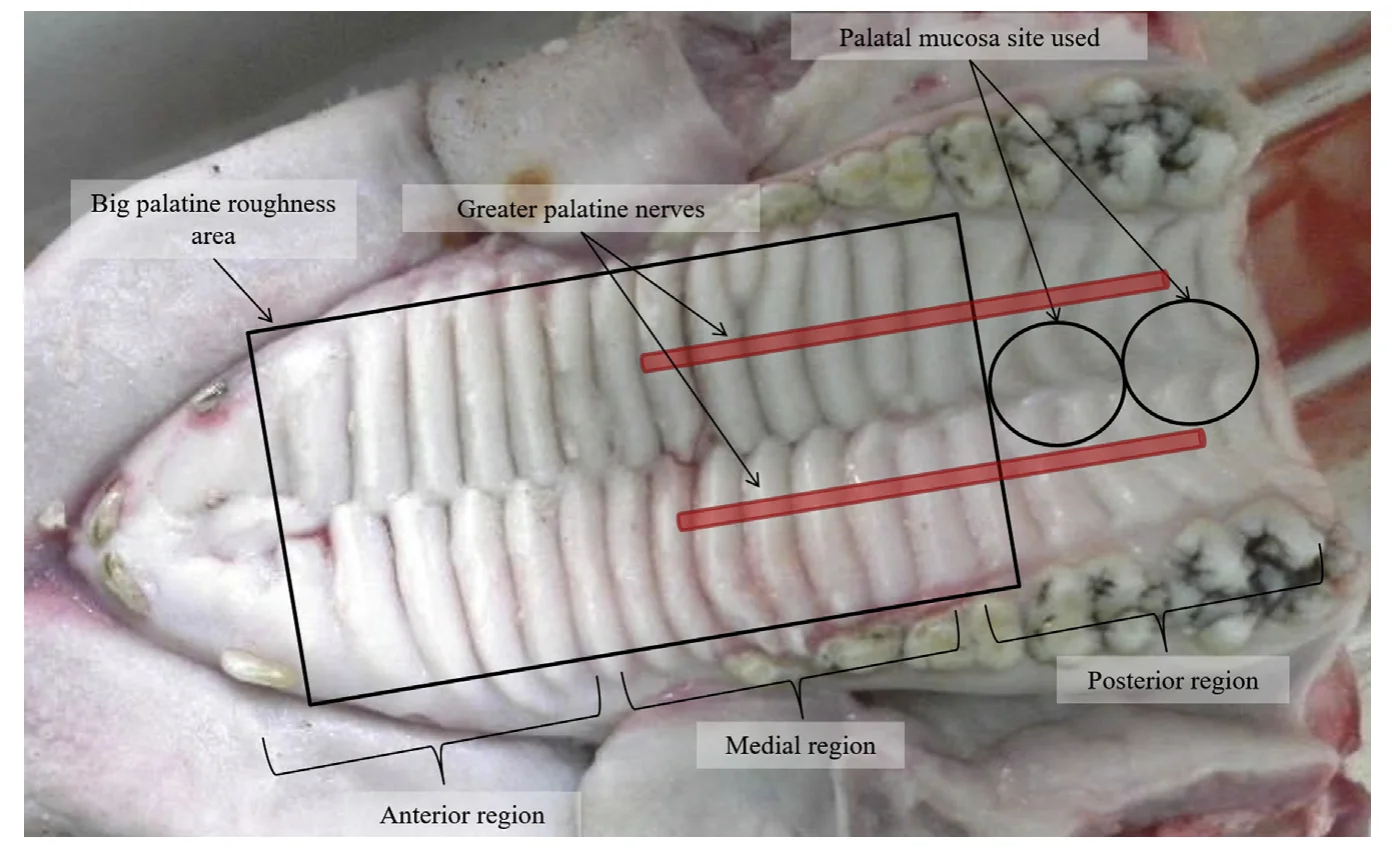 Palatal mucosa site used
Big palatine roughness
area
Greater palatine nerves
Posterior region
Medial region
Anterior region